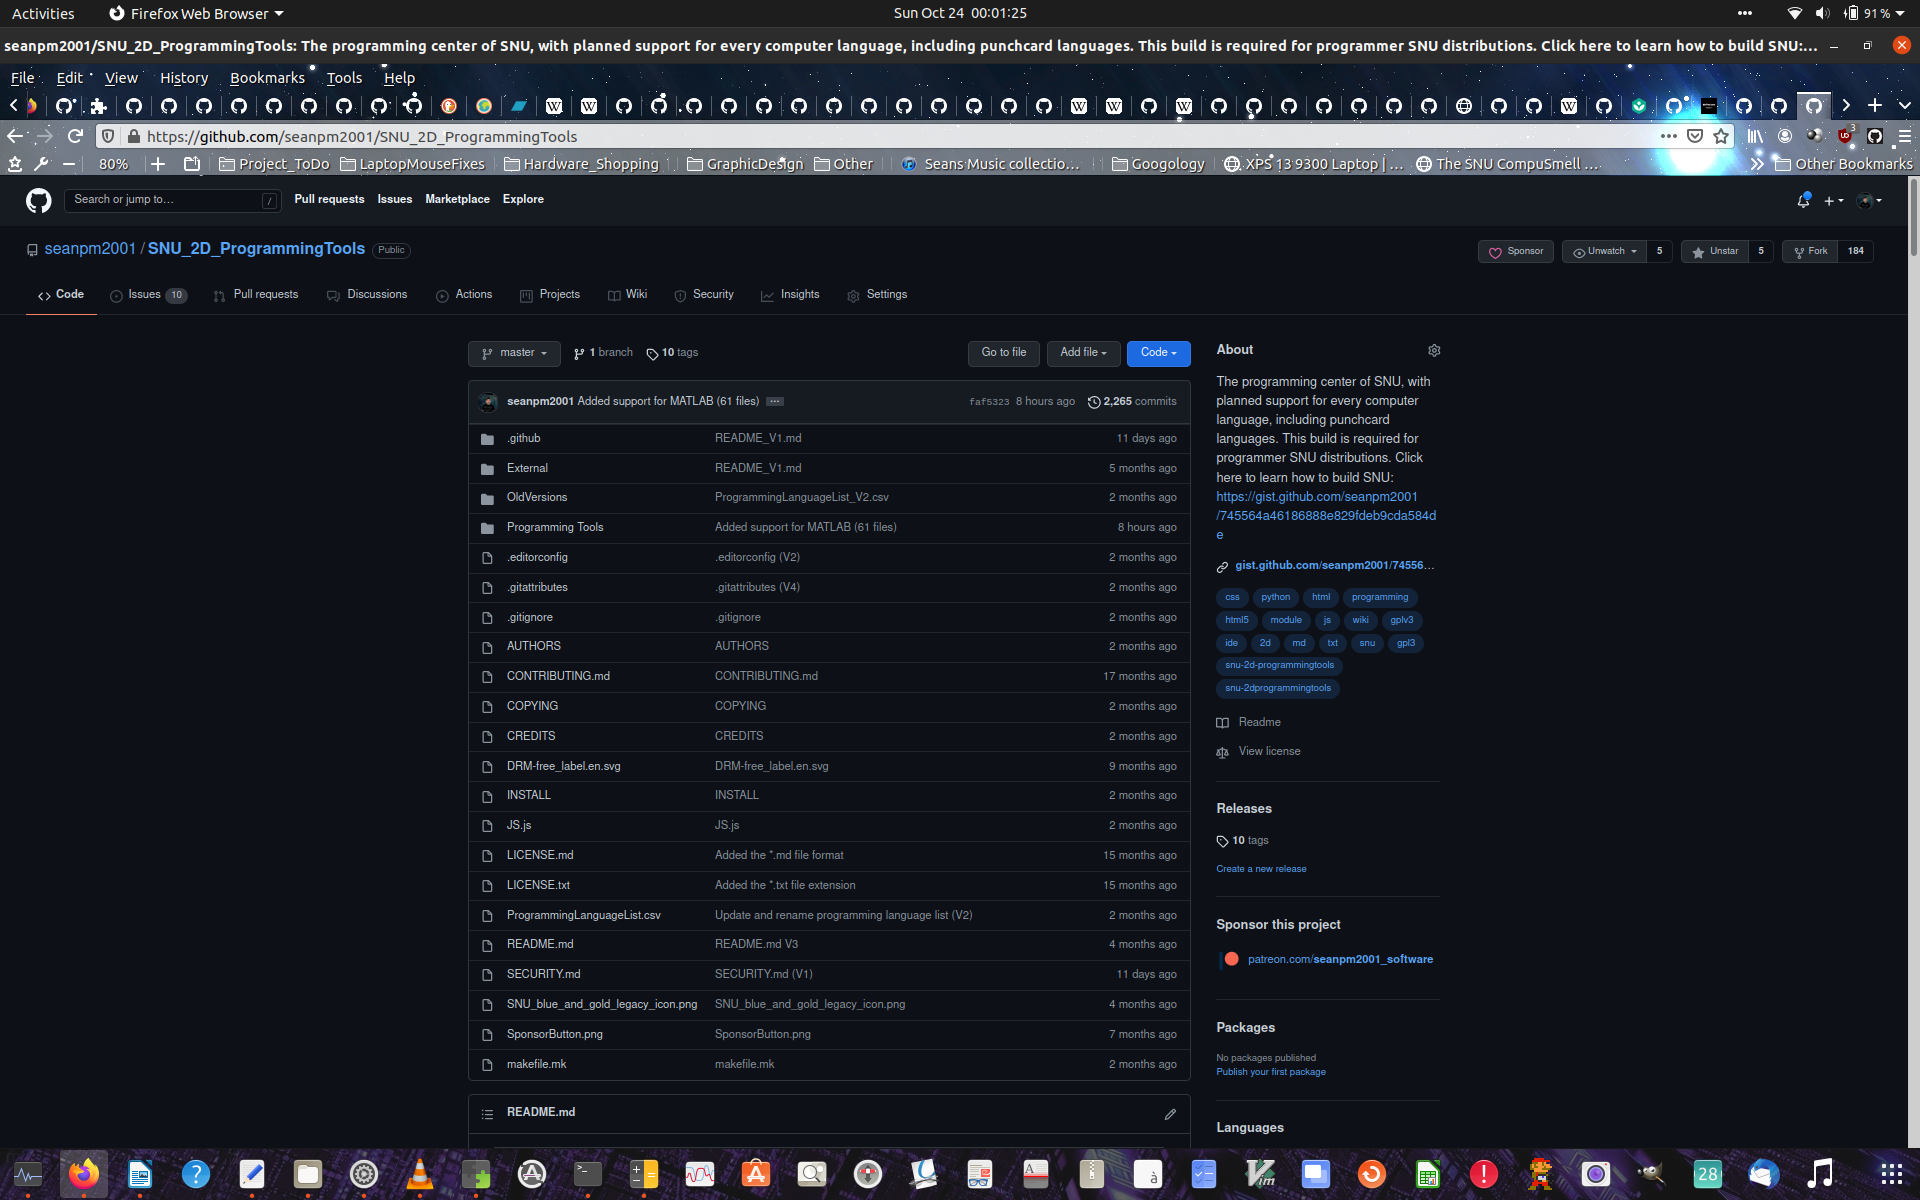 Activities Firefox Web Browser Sun Oct 24 00:01:25 91 %
seanpm2001/SNU_2D_ProgrammingTools: The programming center of SNU, with planned support for every computer language, including punchcard languages. This build is required for programmer SNU distributions. Click here to learn how to build SNU:...
File Edit View History Bookmarks Tools Help
https://github.com/seanpm2001/SNU_2D_ProgrammingTools 3
80% Project_ToDo LaptopMouseFixes Hardware_Shopping GraphicDesign Other Seans Music collectio... Googology XPS 13 9300 Laptop | ... The SNU CompuSmell ... Other Bookmarks
Search or jump to... / Pull requests Issues Marketplace Explore
seanpm2001 / SNU_2D_ProgrammingTools Public Sponsor Unwatch 5 Unstar 5 Fork 184
Code Issues 10 Pull requests Discussions Actions Projects Wiki Security Insights Settings
master 1 branch 10 tags Go to file Add file Code
seanpm2001 Added support for MATLAB (61 files) faf5323 8 hours ago 2,265 commits
.github README_V1.md 11 days ago
External README_V1.md 5 months ago
OldVersions ProgrammingLanguageList_V2.csv 2 months ago
Programming Tools Added support for MATLAB (61 files) 8 hours ago
.editorconfig .editorconfig (V2) 2 months ago
.gitattributes .gitattributes (V4) 2 months ago
.gitignore .gitignore 2 months ago
AUTHORS AUTHORS 2 months ago
CONTRIBUTING.md CONTRIBUTING.md 17 months ago
COPYING COPYING 2 months ago
CREDITS CREDITS 2 months ago
DRM-free_label.en.svg DRM-free_label.en.svg 9 months ago
INSTALL INSTALL 2 months ago
JS.js JS.js 2 months ago
LICENSE.md Added the *.md file format 15 months ago
LICENSE.txt Added the *.txt file extension 15 months ago
ProgrammingLanguageList.csv Update and rename programming language list (V2) 2 months ago
README.md README.md V3 4 months ago
SECURITY.md SECURITY.md (V1) 11 days ago
SNU_blue_and_gold_legacy_icon.png SNU_blue_and_gold_legacy_icon.png 4 months ago
SponsorButton.png SponsorButton.png 7 months ago
makefile.mk makefile.mk 2 months ago
README.md
About
The programming center of SNU, with
planned support for every computer
language, including punchcard
languages. This build is required for
programmer SNU distributions. Click
here to learn how to build SNU:
https://gist.github.com/seanpm2001
/745564a46186888e829fdeb9cda584d
e
gist.github.com/seanpm2001/74556...
css python html programming
html5 module js wiki gplv3
ide 2d md txt snu gpl3
snu-2d-programmingtools
snu-2dprogrammingtools
Readme
View license
Releases
10 tags
Create a new release
Sponsor this project
patreon.com/seanpm2001_software
Packages
No packages published
Publish your first package
Languages
28